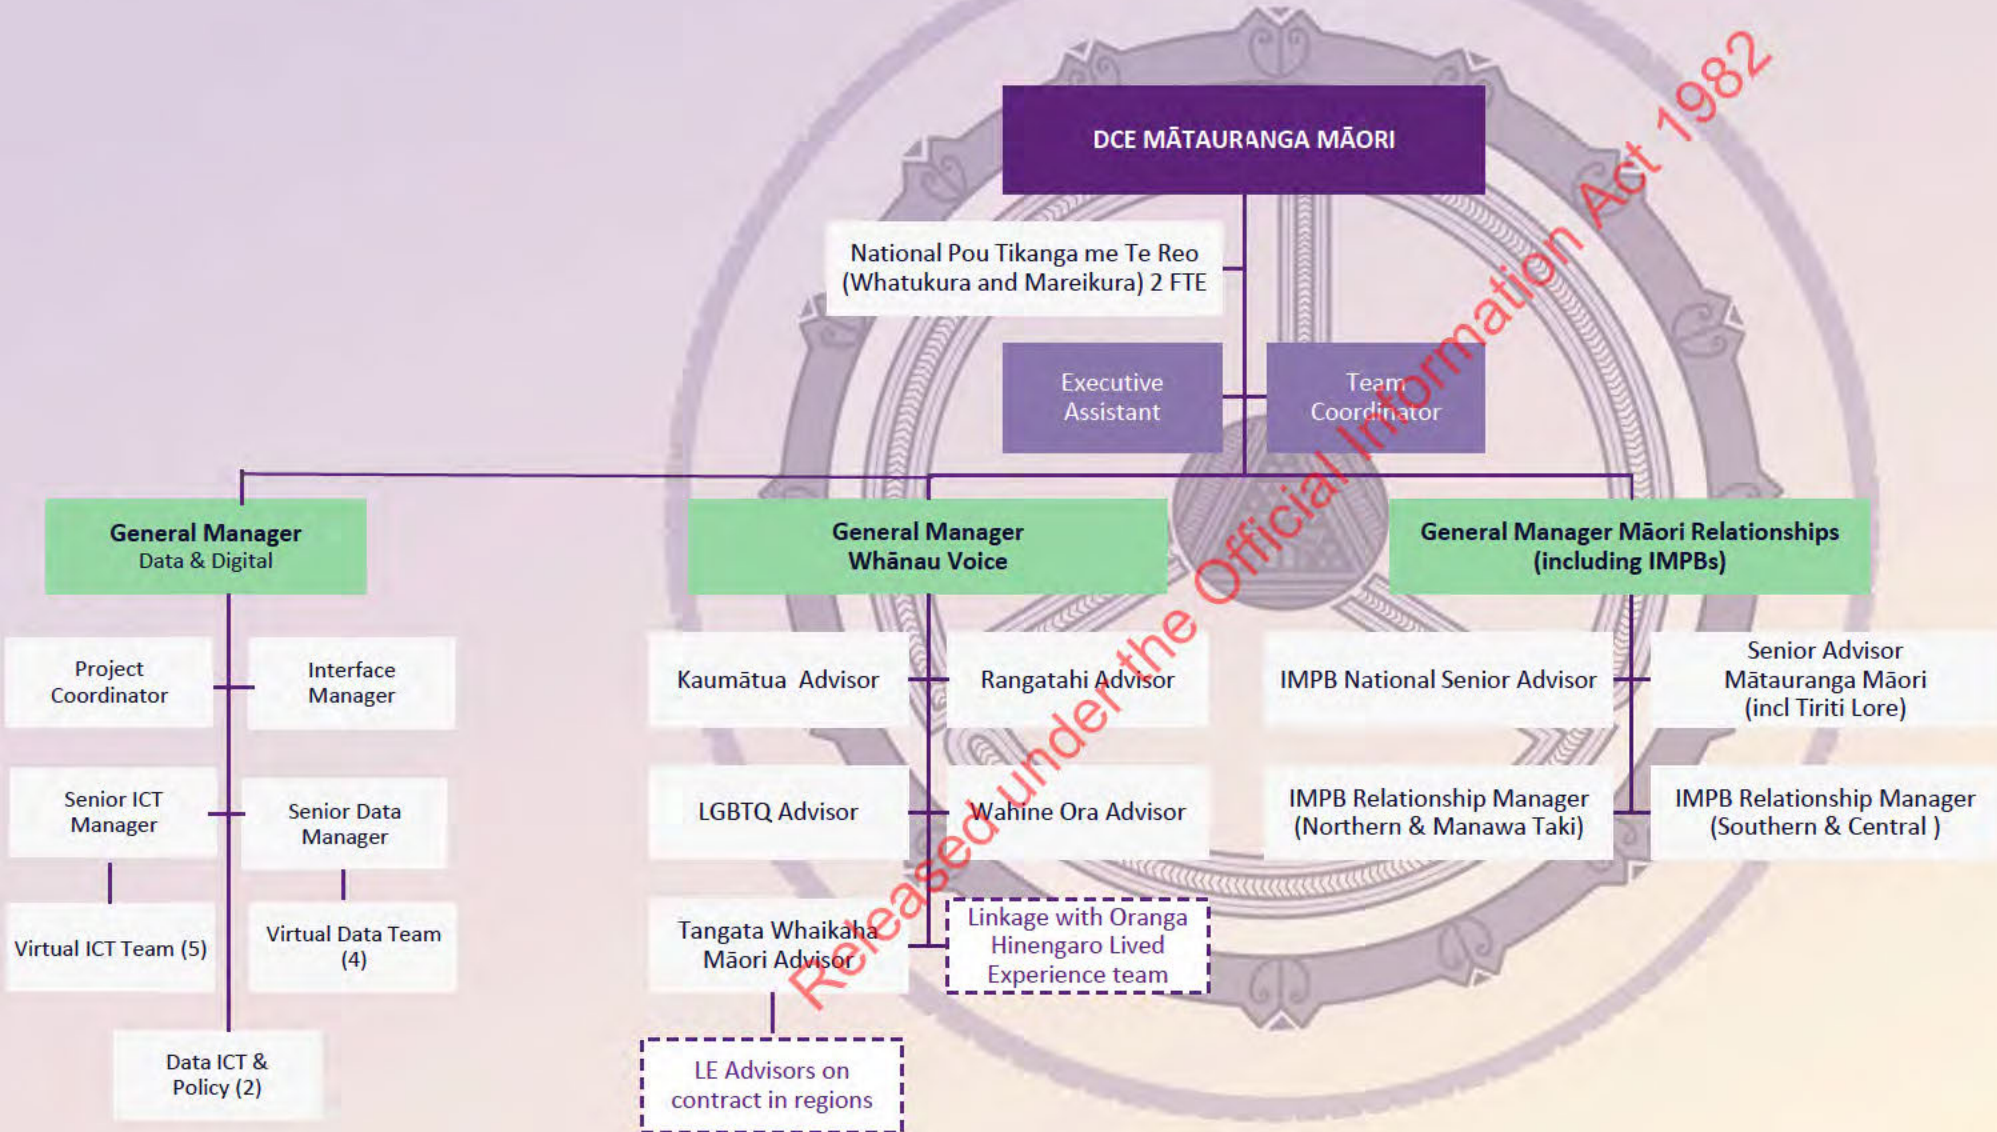 DCE MĀTAURANGA MĀORI
National Pou Tikanga me Te Reo
(Whatukura and Mareikura) 2 FTE
Executive
Assistant
Team
Coordinator
General Manager
Data & Digital
General Manager
Whānau Voice
General Manager Māori Relationships
(including IMPBs)
Project
Coordinator
Interface
Manager
Kaumātua Advisor
Rangatahi Advisor
IMPB National Senior Advisor
Senior Advisor
Mātauranga Māori
(incl Tiriti Lore)
Senior ICT
Manager
Senior Data
Manager
LGBTQ Advisor
Wahine Ora Advisor
IMPB Relationship Manager
(Northern & Manawa Taki)
IMPB Relationship Manager
(Southern & Central )
Virtual ICT Team (5)
Virtual Data Team
(4)
Tangata Whaikaha
Māori Advisor
Linkage with Oranga
Hinengaro Lived
Experience team
Data ICT &
Policy (2)
LE Advisors on
contract in regions
Released under the Official Information Act 1982